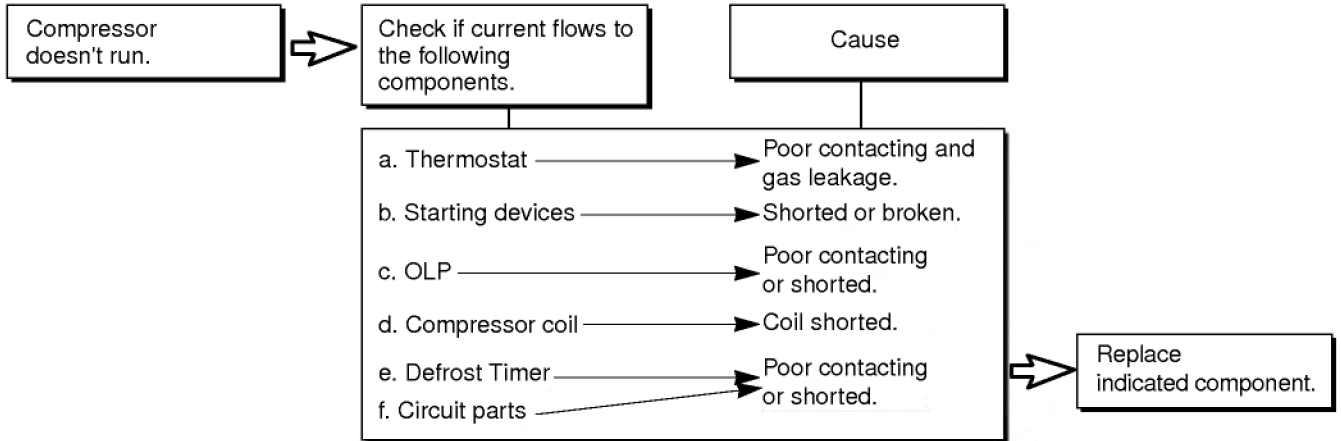 Compressor
doesn't run.
Check if current flows to
the following
components.
Cause
a. Thermostat
Poor contacting and
gas leakage.
b. Starting devices
Shorted or broken.
c. OLP
Poor contacting
or shorted.
d. Compressor coil
Coil shorted.
e. Defrost Timer
f. Circuit parts
Poor contacting
or shorted.
Replace
indicated component.